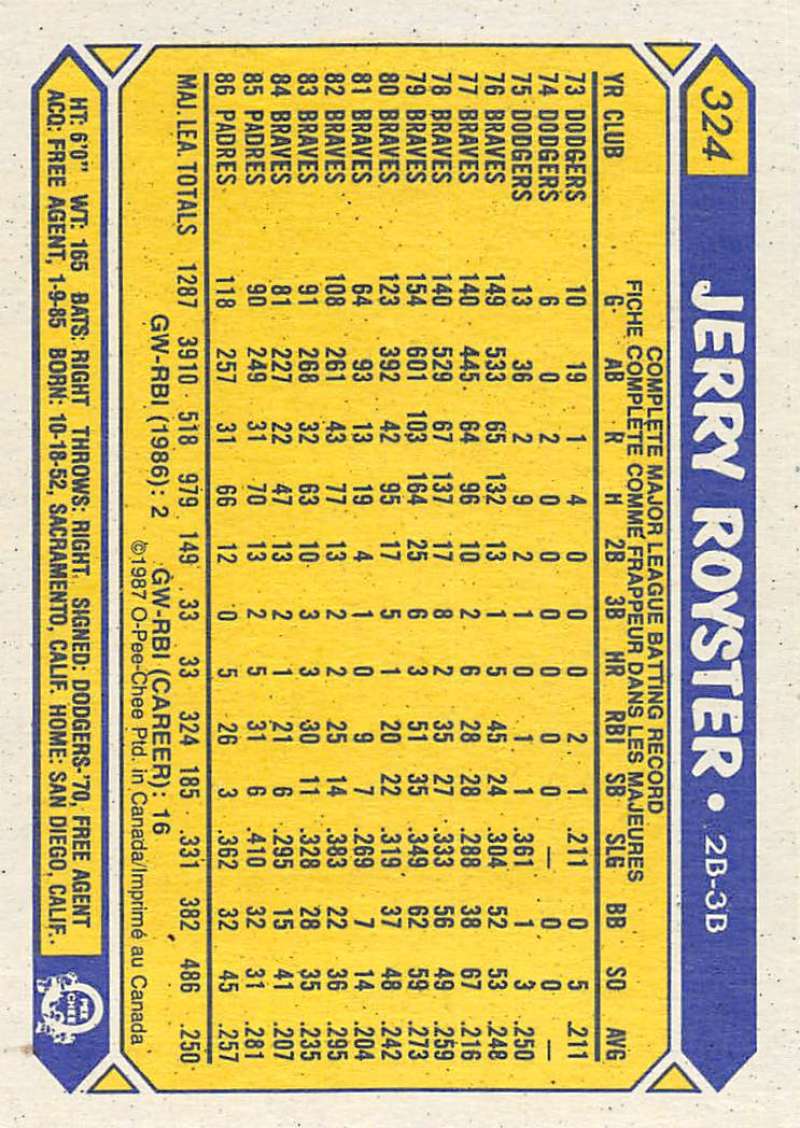 324 JERRY ROYSTER • 2B-3B
COMPLETE MAJOR LEAGUE BATTING RECORD
FICHE COMPLÈTE COMME FRAPPEUR DANS LES MAJEURES
YR CLUB G AB R H 2B 3B HR RBI SB SLG BB SO AVG
73 DODGERS 10 19 1 4 0 0 0 2 1 .211 0 5 .211
74 DODGERS 6 0 2 0 0 0 0 0 0 — 0 0 —
75 DODGERS 13 36 2 9 2 1 0 1 1 .361 1 3 .250
76 BRAVES 149 533 65 132 13 1 5 45 24 .304 52 53 .248
77 BRAVES 140 445 64 96 10 2 6 28 28 .288 38 67 .216
78 BRAVES 140 529 67 137 17 8 2 35 27 .333 56 49 .259
79 BRAVES 154 601 103 164 25 6 3 51 35 .349 62 59 .273
80 BRAVES 123 392 42 95 17 5 1 20 22 .319 37 48 .242
81 BRAVES 64 93 13 19 4 1 0 9 7 .269 7 14 .204
82 BRAVES 108 261 43 77 13 2 2 25 14 .383 22 36 .295
83 BRAVES 91 268 32 63 10 3 3 30 11 .328 28 35 .235
84 BRAVES 81 227 22 47 13 2 1 21 6 .295 15 41 .207
85 PADRES 90 249 31 70 13 2 5 31 6 .410 32 31 .281
86 PADRES 118 257 31 66 12 0 5 26 3 .362 32 45 .257
MAJ. LEA. TOTALS 1287 3910 518 979 149 33 33 324 185 .331 382 486 .250
GW-RBI (1986): 2 GW-RBI (CAREER): 16
©1987 O-Pee-Chee Ptd. in Canada/Imprimé au Canada
HT: 6'0" WT: 165 BATS: RIGHT THROWS: RIGHT SIGNED: DODGERS-'70, FREE AGENT
ACQ: FREE AGENT, 1-9-85 BORN: 10-18-52, SACRAMENTO, CALIF. HOME: SAN DIEGO, CALIF.
O
PEE
CHEE